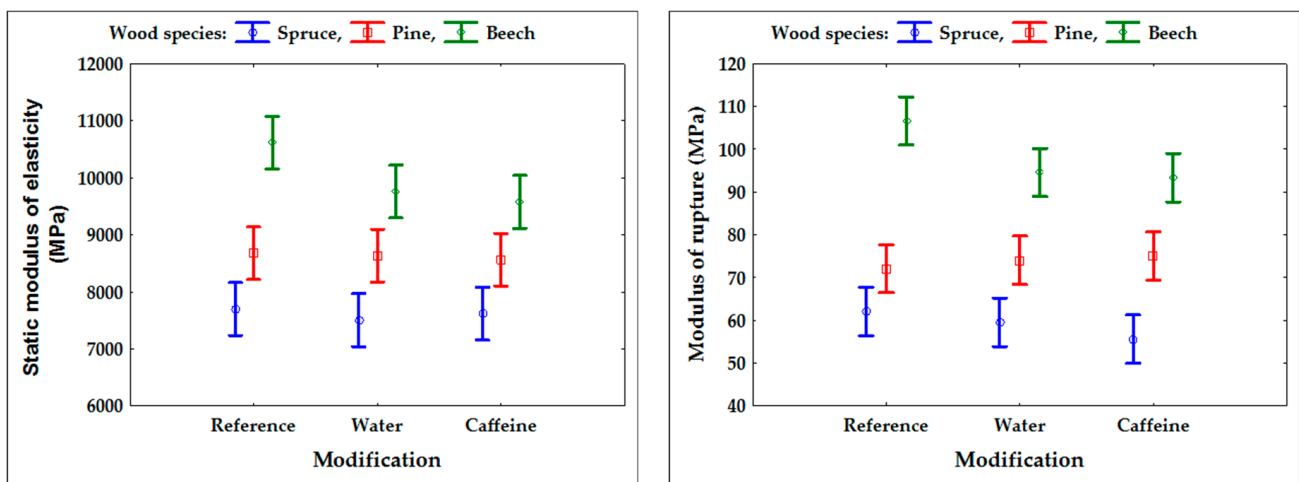 Wood species: Spruce, Pine, Beech
Static modulus of elasticity
(MPa)
12000
11000
10000
9000
8000
7000
6000
Reference Water Caffeine
Modification
Wood species: Spruce, Pine, Beech
Modulus of rupture (MPa)
120
110
100
90
80
70
60
50
40
Reference Water Caffeine
Modification